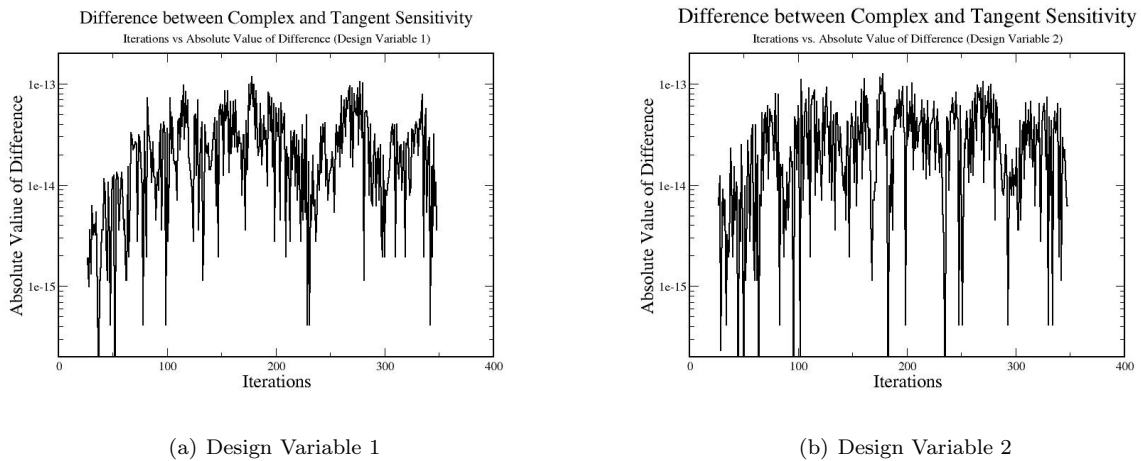 Difference between Complex and Tangent Sensitivity
Iterations vs Absolute Value of Difference (Design Variable 1)
Absolute Valiue of Difference
1e-13
1e-14
1e-15
0 100 200 300 400
Iterations
(a) Design Variable 1
Difference between Complex and Tangent Sensitivity
Iterations vs. Absolute Value of Difference (Design Variable 2)
Absolute Value of Difference
1e-13
1e-14
1e-15
0 100 200 300 400
Iterations
(b) Design Variable 2